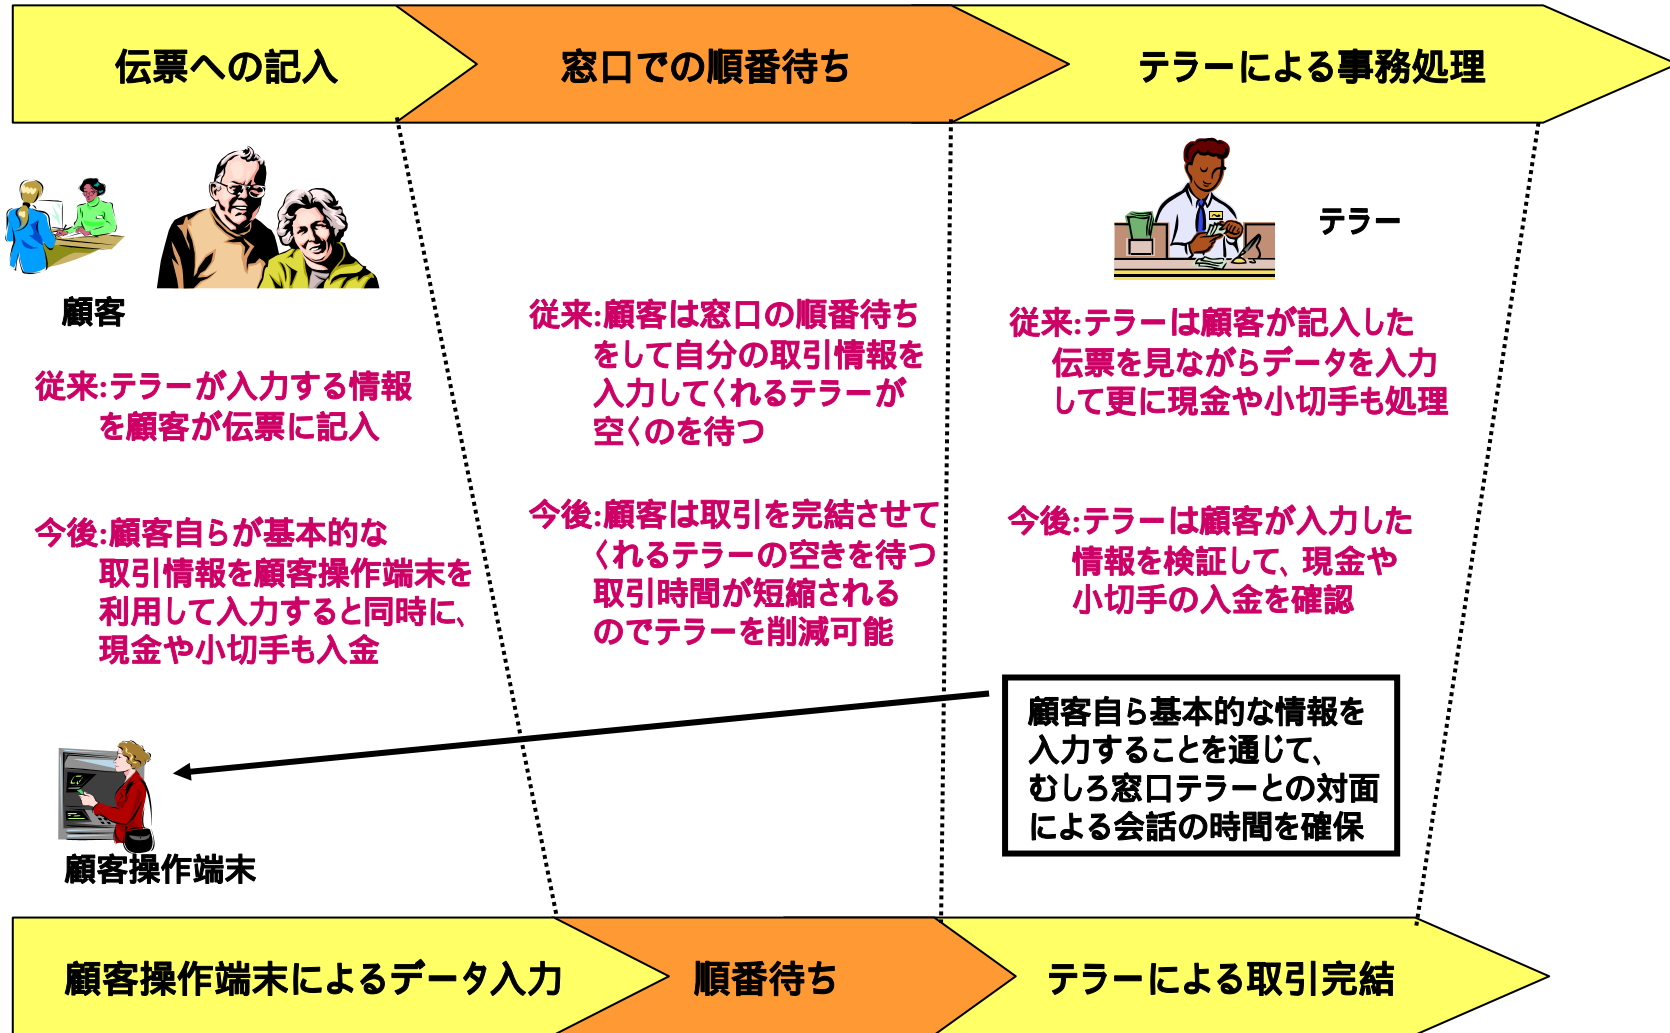 伝票への記入
窓口での順番待ち
テラーによる事務処理
顧客
テラー
従来:テラーが入力する情報
を顧客が伝票に記入
今後:顧客自らが基本的な
取引情報を顧客操作端末を
利用して入力すると同時に、
現金や小切手も入金
従来:顧客は窓口の順番待ち
をして自分の取引情報を
入力してくれるテラーが
空くのを待つ
今後:顧客は取引を完結させて
くれるテラーの空きを待つ
取引時間が短縮される
のでテラーを削減可能
従来:テラーは顧客が記入した
伝票を見ながらデータを入力
して更に現金や小切手も処理
今後:テラーは顧客が入力した
情報を検証して、現金や
小切手の入金を確認
顧客自ら基本的な情報を
入力することを通じて、
むしろ窓口テラーとの対面
による会話の時間を確保
顧客操作端末
顧客操作端末によるデータ入力
順番待ち
テラーによる取引完結